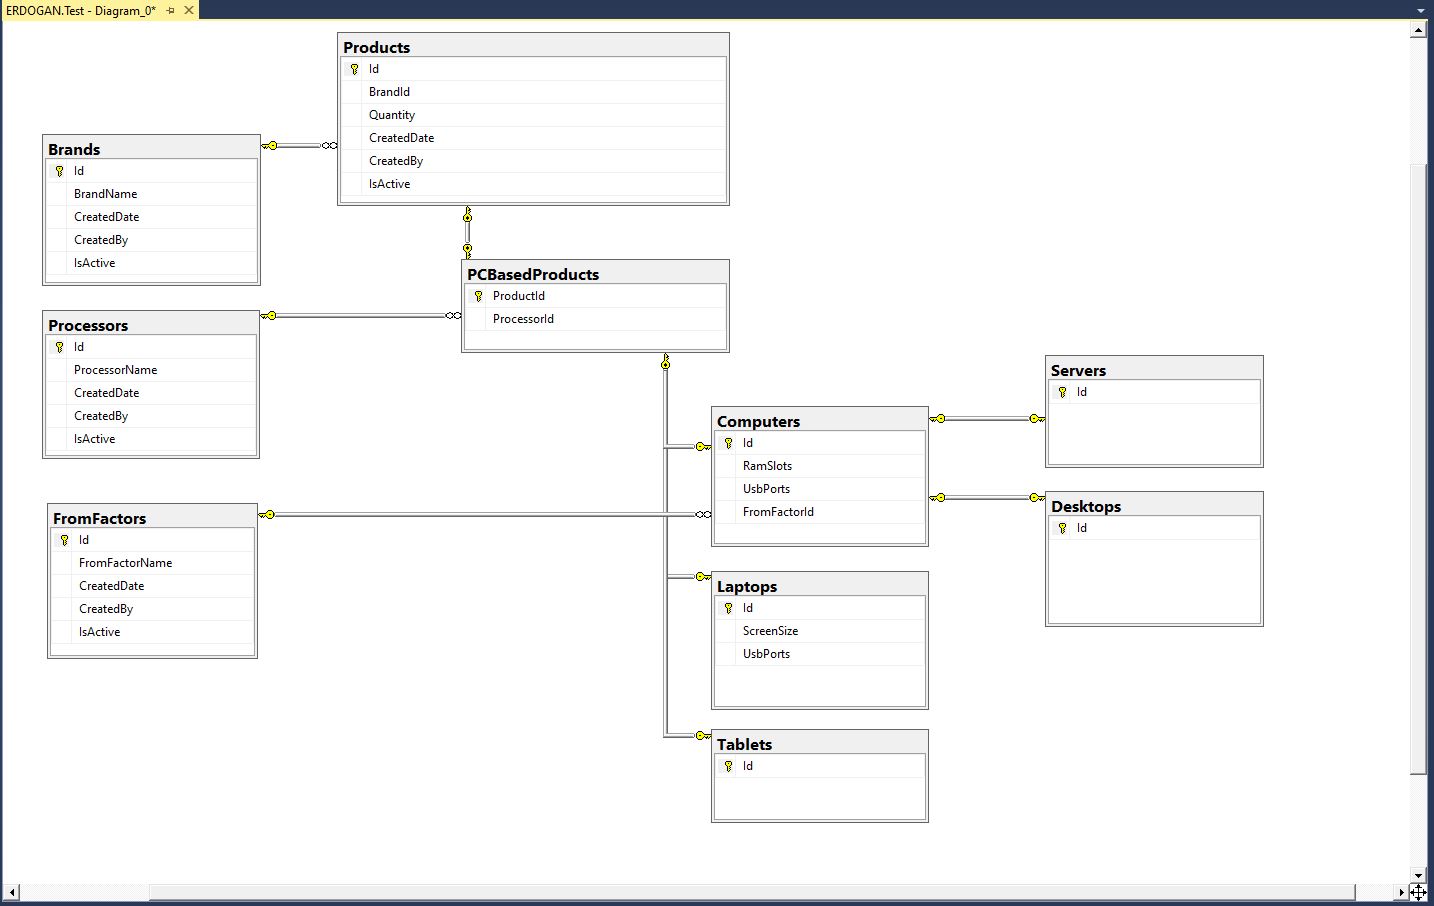 ERDOGAN.Test - Diagram_0*
Products
Id
BrandId
Quantity
CreatedDate
CreatedBy
IsActive
Brands
Id
BrandName
CreatedDate
CreatedBy
IsActive
PCBasedProducts
ProductId
ProcessorId
Processors
Id
ProcessorName
CreatedDate
CreatedBy
IsActive
Servers
Id
Computers
Id
RamSlots
UsbPorts
FromFactorId
Desktops
Id
FromFactors
Id
FromFactorName
CreatedDate
CreatedBy
IsActive
Laptops
Id
ScreenSize
UsbPorts
Tablets
Id